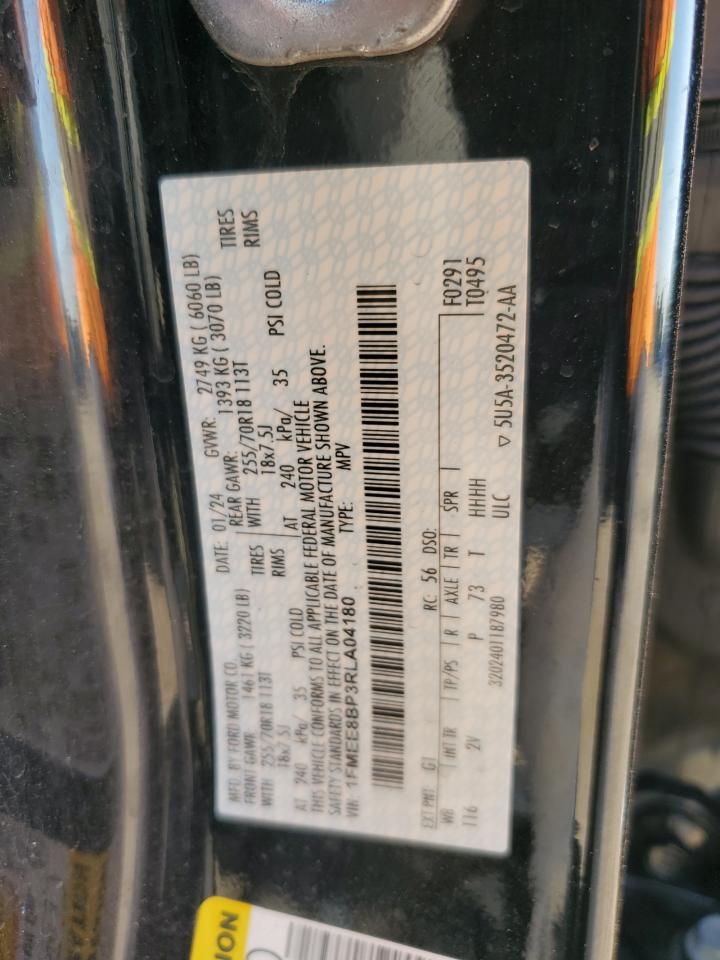 MFD. BY FORD MOTOR CO. DATE: 01/24 GVWR: 2749 KG ( 6060 LB)
FRONT GAWR: 1461 KG ( 3220 LB) REAR GAWR: 1393 KG ( 3070 LB)
WITH 255/70R18 113T TIRES WITH 255/70R18 113T TIRES
18x7.5J RIMS 18x7.5J RIMS
AT 240 kPa/ 35 PSI COLD AT 240 kPa/ 35 PSI COLD
THIS VEHICLE CONFORMS TO ALL APPLICABLE FEDERAL MOTOR VEHICLE
SAFETY STANDARDS IN EFFECT ON THE DATE OF MANUFACTURE SHOWN ABOVE.
VIN: 1FMEE8BP3RLA04180 TYPE: MPV
EXT PNT: G1 RC: 56 DSO: F0291
WB INT TR TP/PS R AXLE TR SPR T0495
116 2V P 73 T HHHH
3202401187980 ULC ▽ 5U5A-3520472-AA